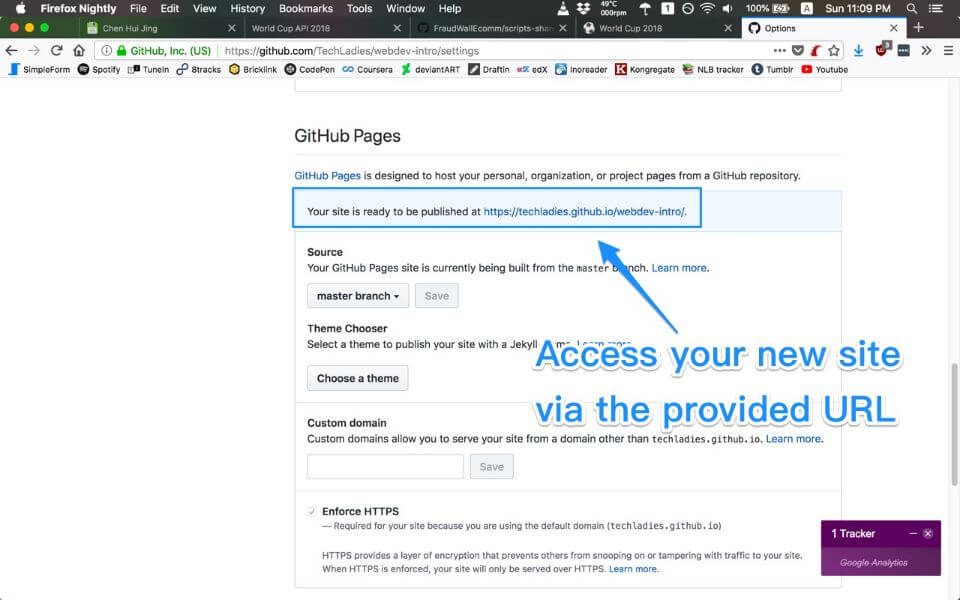 Firefox Nightly File Edit View History Bookmarks Tools Window Help 49°C 000rpm 1 100% A Sun 11:09 PM
Chen Hui Jing World Cup API 2018 FraudWallEcomm/scripts-shar World Cup 2018 Options
GitHub, Inc. (US) https://github.com/TechLadies/webdev-intro/settings
SimpleForm Spotify TuneIn 8tracks Bricklink CodePen Coursera deviantART Draftin edX Inoreader Kongregate NLB tracker Tumblr Youtube
GitHub Pages
GitHub Pages is designed to host your personal, organization, or project pages from a GitHub repository.
Your site is ready to be published at https://techladies.github.io/webdev-intro/.
Source
Your GitHub Pages site is currently being built from the master branch. Learn more.
master branch Save
Theme Chooser
Select a theme to publish your site with a Jekyll theme. Learn more.
Choose a theme
Access your new site
via the provided URL
Custom domain
Custom domains allow you to serve your site from a domain other than techladies.github.io. Learn more.
Save
Enforce HTTPS
— Required for your site because you are using the default domain (techladies.github.io)
HTTPS provides a layer of encryption that prevents others from snooping on or tampering with traffic to your site.
When HTTPS is enforced, your site will only be served over HTTPS. Learn more.
1 Tracker
Google Analytics